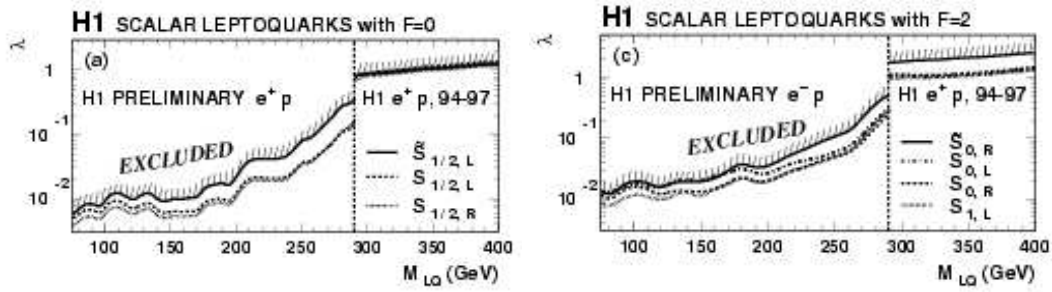 H1 SCALAR LEPTOQUARKS with F=0
λ
(a)
1
10 -1
10 -2
H1 PRELIMINARY e+ p
H1 e+ p, 94-97
EXCLUDED
S̃ 1/2, L
S 1/2, L
S 1/2, R
100 150 200 250 300 350 400
M LQ (GeV)
H1 SCALAR LEPTOQUARKS with F=2
λ
(c)
1
10 -1
10 -2
H1 PRELIMINARY e− p
H1 e+ p, 94-97
EXCLUDED
S̃ 0, R
S 0, L
S 0, R
S 1, L
100 150 200 250 300 350 400
M LQ (GeV)